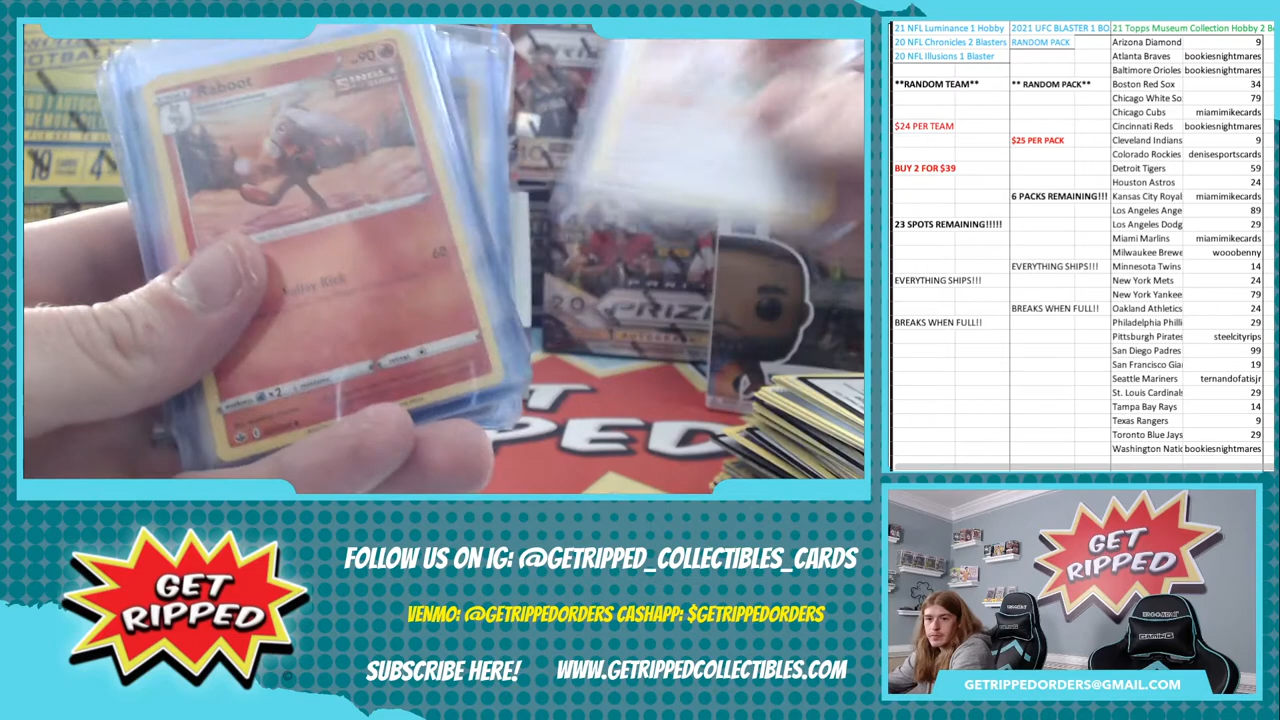 Raboot
90
60
PANINI
PRIZM
GET
RIPPED
21 NFL Luminance 1 Hobby
20 NFL Chronicles 2 Blasters
20 NFL Illusions 1 Blaster
**RANDOM TEAM**
$24 PER TEAM
BUY 2 FOR $39
23 SPOTS REMAINING!!!!!
EVERYTHING SHIPS!!!
BREAKS WHEN FULL!!
2021 UFC BLASTER 1 BO
RANDOM PACK
** RANDOM PACK**
$25 PER PACK
6 PACKS REMAINING!!!
EVERYTHING SHIPS!!!
BREAKS WHEN FULL!!
21 Topps Museum Collection Hobby 2 B
Arizona Diamond 9
Atlanta Braves bookiesnightmares
Baltimore Orioles bookiesnightmares
Boston Red Sox 34
Chicago White So 79
Chicago Cubs miamimikecards
Cincinnati Reds bookiesnightmares
Cleveland Indians 9
Colorado Rockies denisesportscards
Detroit Tigers 59
Houston Astros 24
Kansas City Royal miamimikecards
Los Angeles Ange 89
Los Angeles Dodg 29
Miami Marlins miamimikecards
Milwaukee Brewe wooobenny
Minnesota Twins 14
New York Mets 24
New York Yankee 79
Oakland Athletics 24
Philadelphia Philli 29
Pittsburgh Pirates steelcityrips
San Diego Padres 99
San Francisco Gia 19
Seattle Mariners ternandofatisjr
St. Louis Cardinals 29
Tampa Bay Rays 14
Texas Rangers 9
Toronto Blue Jays 29
Washington Natic bookiesnightmares
GET
RIPPED
FOLLOW US ON IG: @GETRIPPED_COLLECTIBLES_CARDS
VENMO: @GETRIPPEDORDERS CASHAPP: $GETRIPPEDORDERS
SUBSCRIBE HERE! WWW.GETRIPPEDCOLLECTIBLES.COM
GET
RIPPED
GAMING
GETRIPPEDORDERS@GMAIL.COM